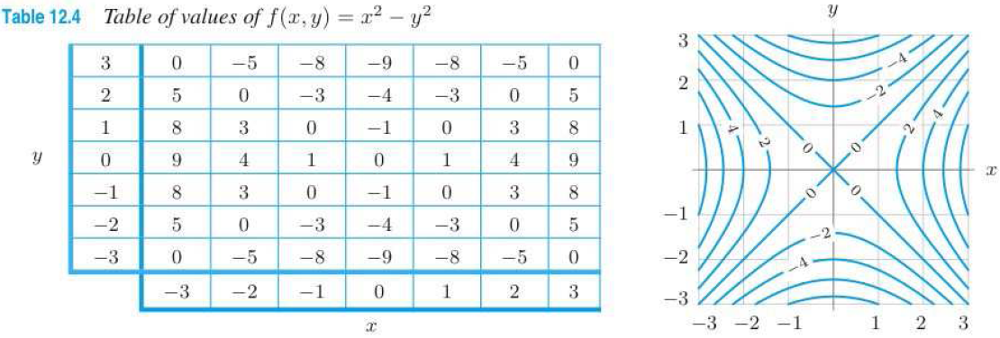 Table 12.4 Table of values of f(x, y) = x² − y²
3 0 −5 −8 −9 −8 −5 0
2 5 0 −3 −4 −3 0 5
1 8 3 0 −1 0 3 8
y 0 9 4 1 0 1 4 9
−1 8 3 0 −1 0 3 8
−2 5 0 −3 −4 −3 0 5
−3 0 −5 −8 −9 −8 −5 0
−3 −2 −1 0 1 2 3
x
y
3
−4
2
−2
1
4 2 0 0 2 4
x
0 0
−1
−2
−2
−4
−3
−3 −2 −1 1 2 3